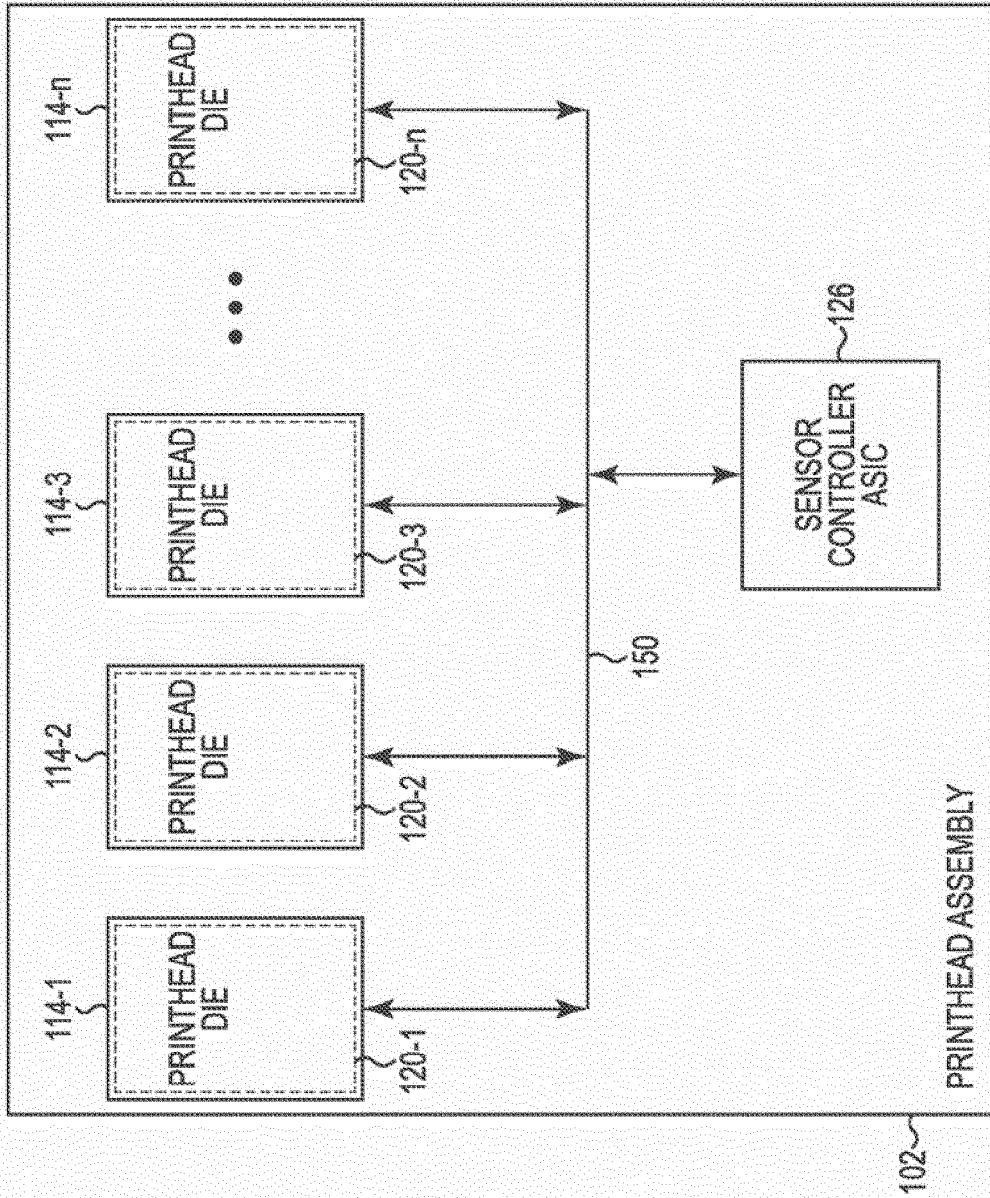 114-1
114-2
114-3
114-n
PRINTHEAD
DIE
PRINTHEAD
DIE
PRINTHEAD
DIE
PRINTHEAD
DIE
120-1
120-2
120-3
120-n
150
126
SENSOR
CONTROLLER
ASIC
PRINTHEAD ASSEMBLY
102